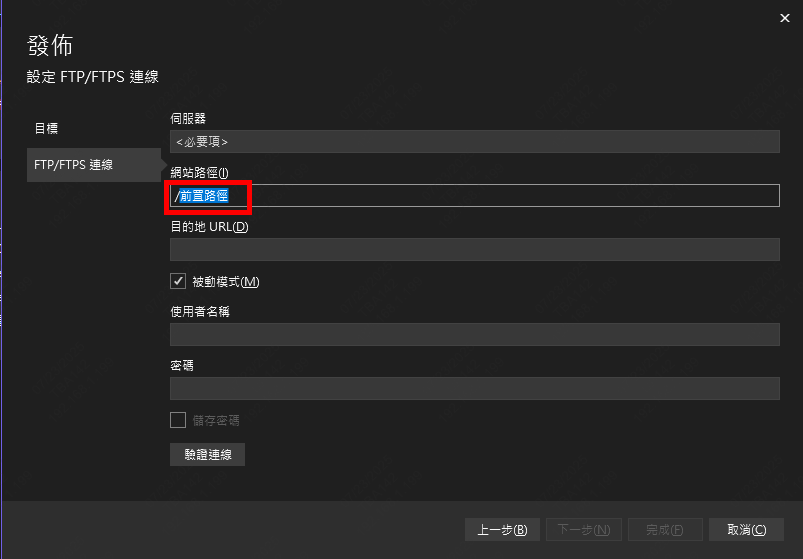 發佈
設定 FTP/FTPS 連線
目標
FTP/FTPS 連線
伺服器
<必要項>
網站路徑(I)
/前置路徑
目的地 URL(D)
被動模式(M)
使用者名稱
密碼
儲存密碼
驗證連線
上一步(B)
下一步(N)
完成(F)
取消(C)